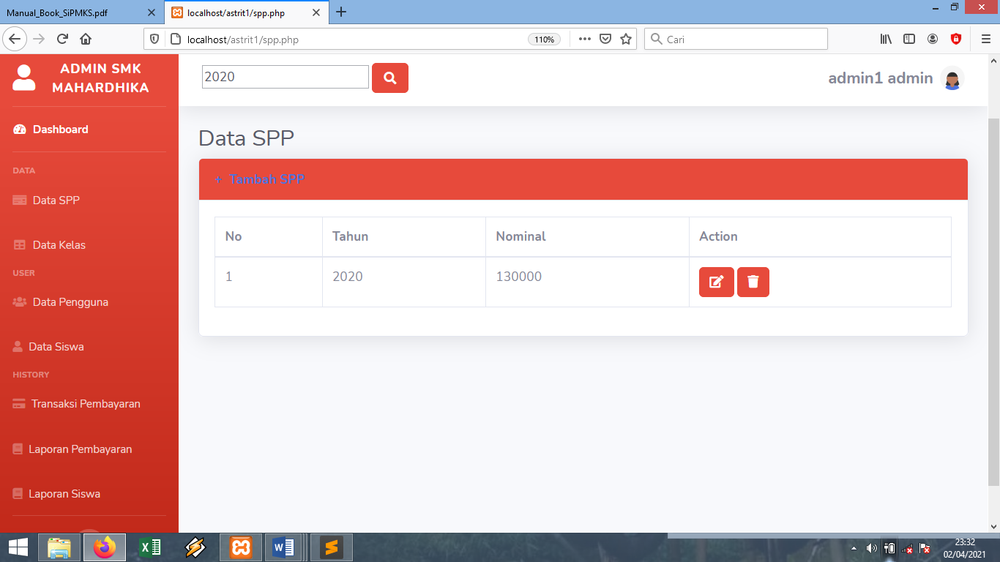 Manual_Book_SiPMKS.pdf
localhost/astrit1/spp.php
localhost/astrit1/spp.php
110%
Cari
ADMIN SMK
MAHARDHIKA
2020
admin1 admin
Dashboard
DATA
Data SPP
Data Kelas
USER
Data Pengguna
Data Siswa
HISTORY
Transaksi Pembayaran
Laporan Pembayaran
Laporan Siswa
Data SPP
+ Tambah SPP
No Tahun Nominal Action
1 2020 130000
23:32
02/04/2021